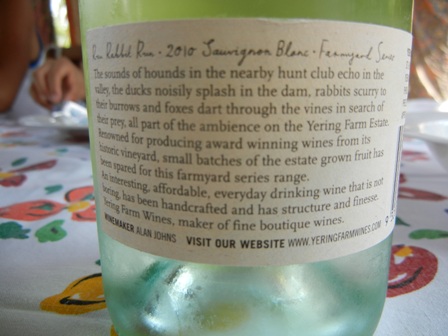 Run Rabbit Run · 2010 Sauvignon Blanc · Farmyard Series
The sounds of hounds in the nearby hunt club echo in the
valley, the ducks noisily splash in the dam, rabbits scurry to
their burrows and foxes dart through the vines in search of
their prey, all part of the ambience on the Yering Farm Estate.
Renowned for producing award winning wines from its
historic vineyard, small batches of the estate grown fruit has
been spared for this farmyard series range.
An interesting, affordable, everyday drinking wine that is not
boring, has been handcrafted and has structure and finesse.
Yering Farm Wines, maker of fine boutique wines.
WINEMAKER ALAN JOHNS VISIT OUR WEBSITE WWW.YERINGFARMWINES.COM
9